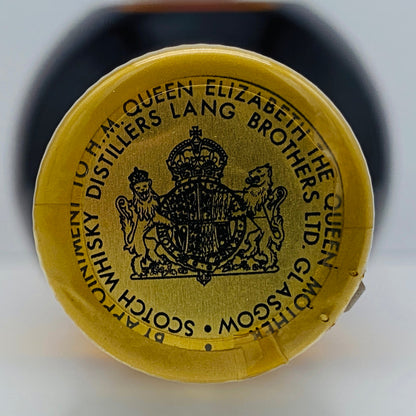 BY APPOINTMENT TO H.M. QUEEN ELIZABETH THE QUEEN MOTHER
SCOTCH WHISKY DISTILLERS LANG BROTHERS LTD. GLASGOW